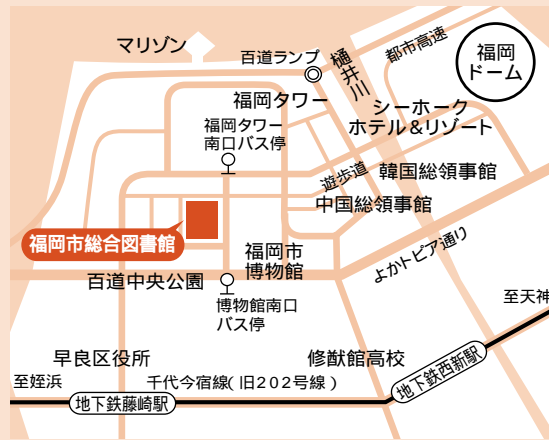 マリゾン
百道ランプ
樋井川
都市高速
福岡
ドーム
福岡タワー
シーホーク
ホテル&リゾート
福岡タワー
南口バス停
遊歩道
韓国総領事館
中国総領事館
福岡市総合図書館
福岡市
博物館
よかトピア通り
百道中央公園
博物館南口
バス停
至天神
早良区役所
修猷館高校
地下鉄西新駅
至姪浜
千代今宿線(旧202号線)
地下鉄藤崎駅